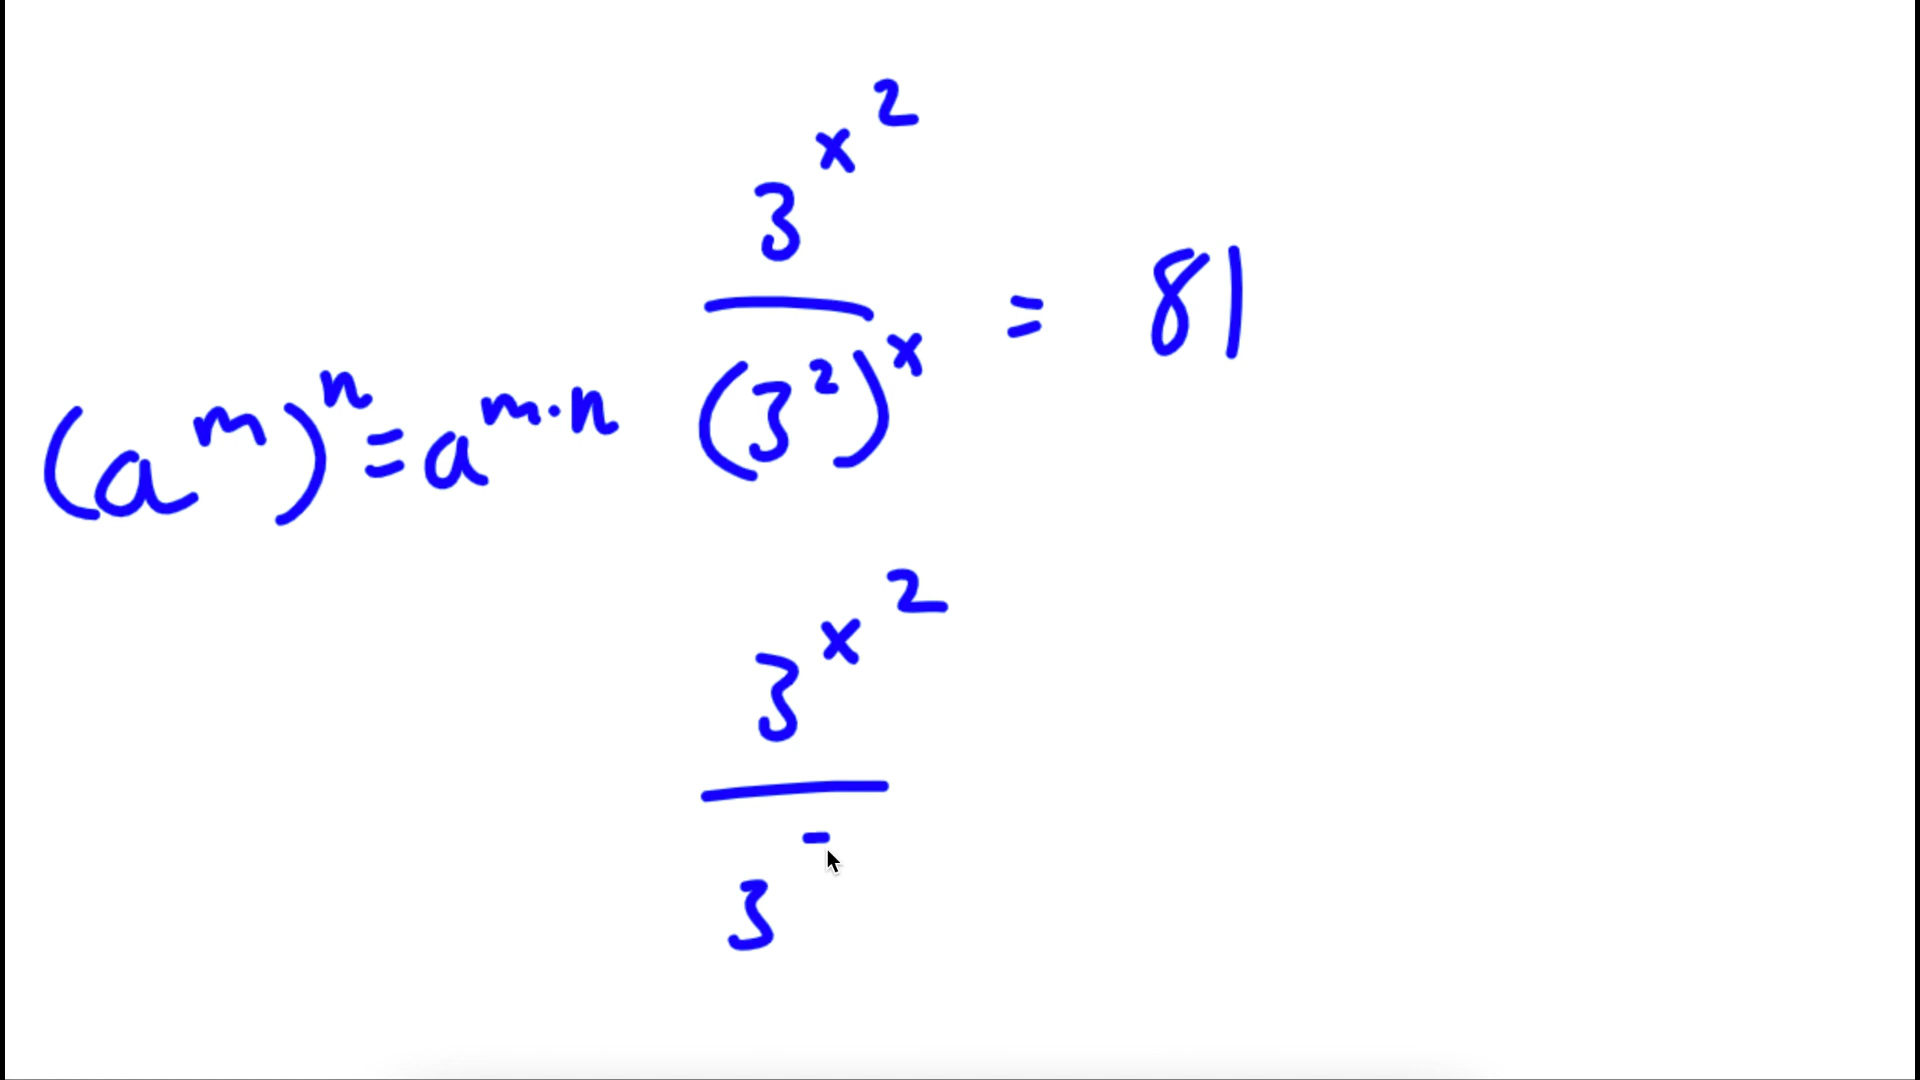 3^{x^2} / (3^2)^x = 81
(a^m)^n = a^{m·n}
3^{x^2} / 3^-